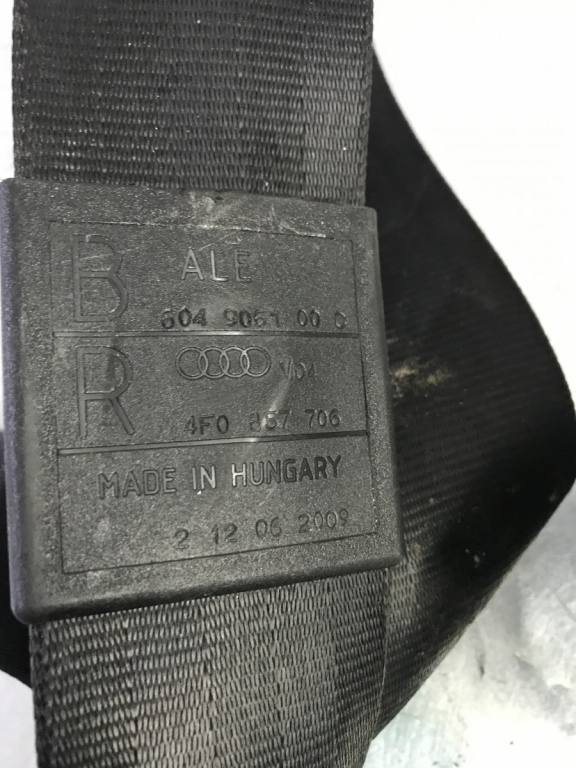 B ALE
604 9061 00 C
R V04
4F0 857 706
MADE IN HUNGARY
2 12 06 2009